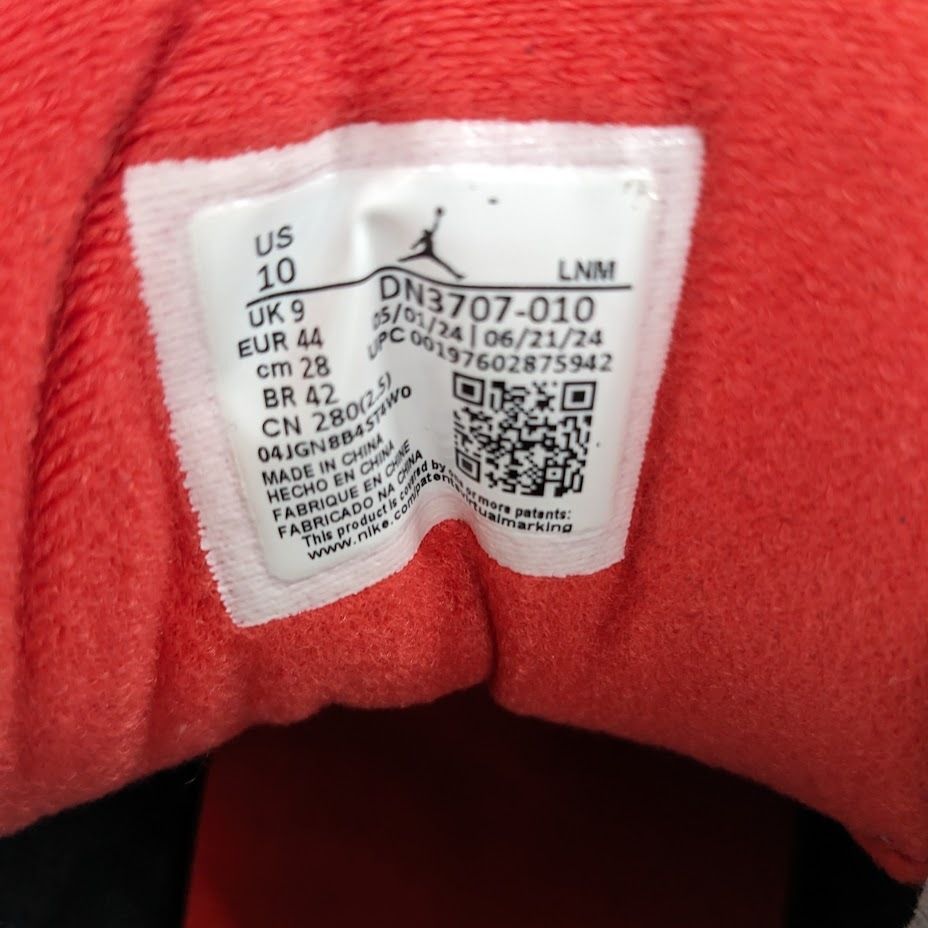 US
10
LNM
UK 9
EUR 44
cm 28
BR 42
CN 280(2.5)
DN3707-010
05/01/24 | 06/21/24
UPC 00197602875942
04JGN8B4ST4Wo
MADE IN CHINA
HECHO EN CHINA
FABRIQUE EN CHINE
FABRICADO NA CHINA
This product is covered by one or more patents:
www.nike.com/patentsvirtualmarking